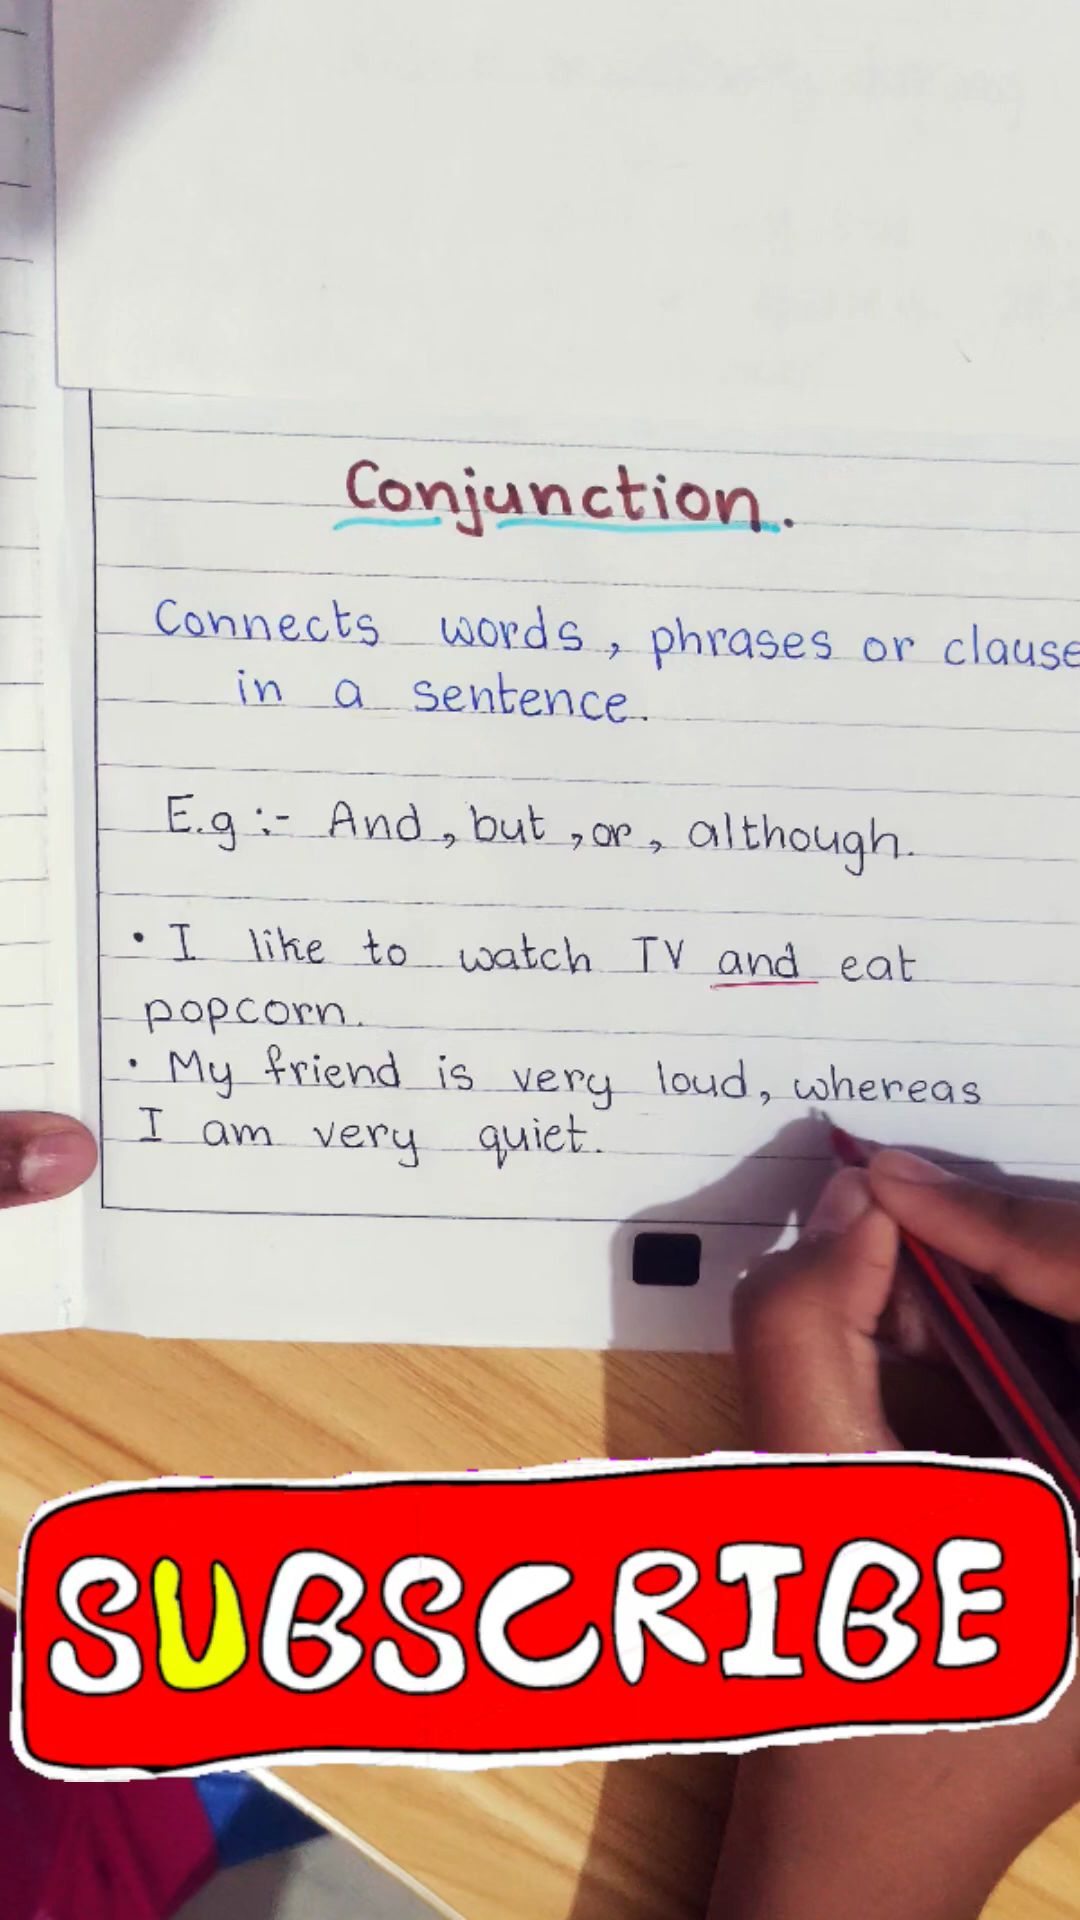 Conjunction.
Connects words, phrases or clause
in a sentence.
E.g :- And, but, or, although.
• I like to watch TV and eat
popcorn.
• My friend is very loud, whereas
I am very quiet.
SUBSCRIBE